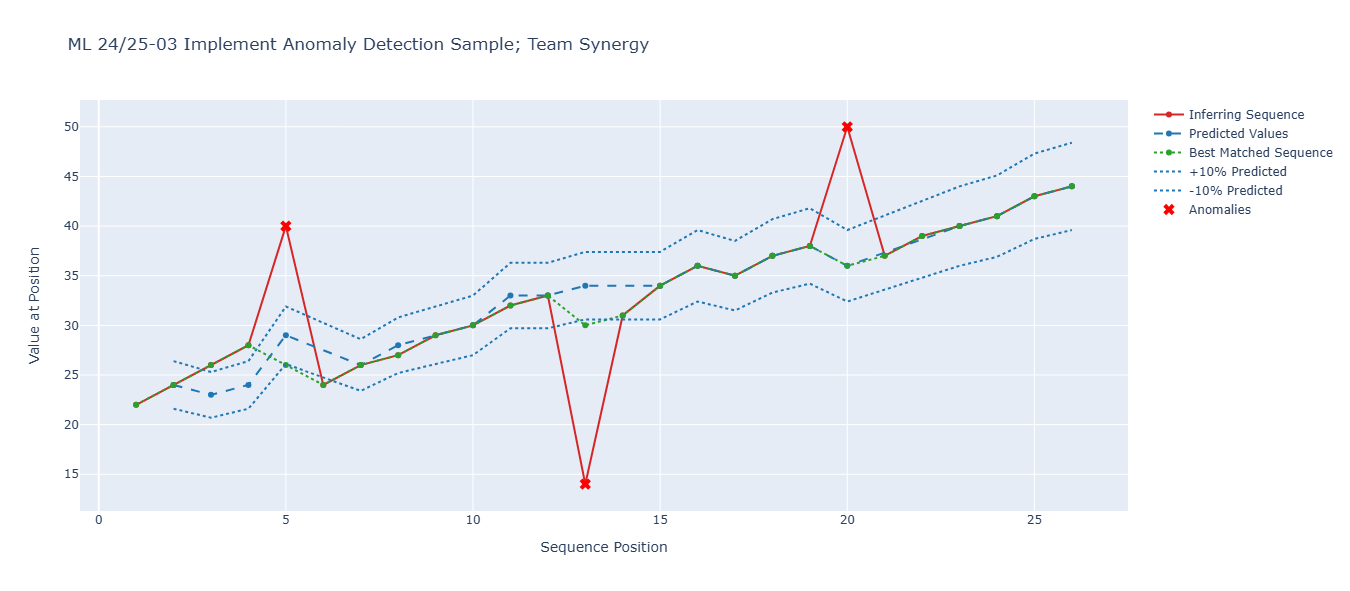 ML 24/25-03 Implement Anomaly Detection Sample; Team Synergy
Inferring Sequence
Predicted Values
Best Matched Sequence
+10% Predicted
-10% Predicted
Anomalies
Value at Position
50
45
40
35
30
25
20
15
0 5 10 15 20 25
Sequence Position